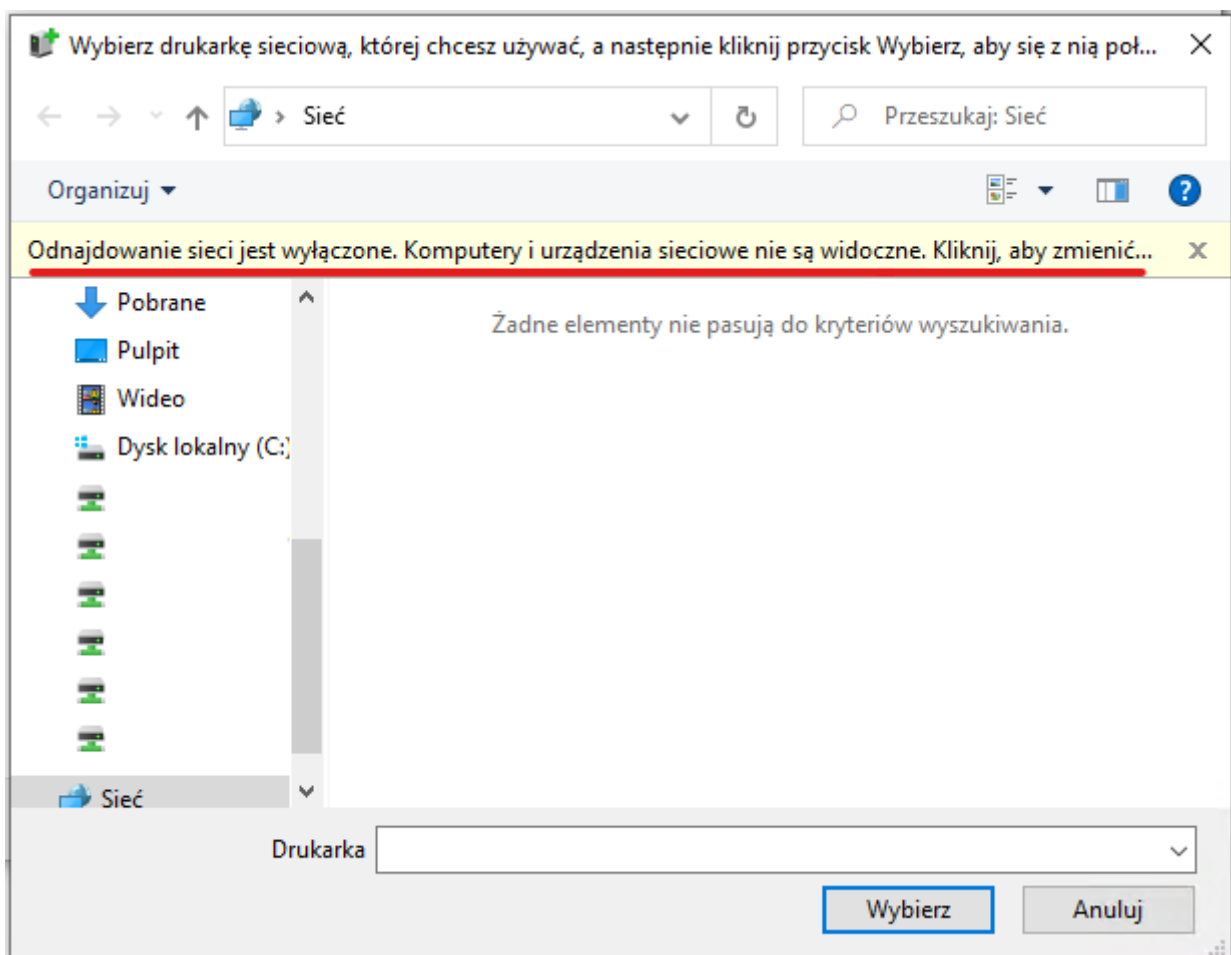 Wybierz drukarkę sieciową, której chcesz używać, a następnie kliknij przycisk Wybierz, aby się z nią poł...
Sieć
Przeszukaj: Sieć
Organizuj
Odnajdowanie sieci jest wyłączone. Komputery i urządzenia sieciowe nie są widoczne. Kliknij, aby zmienić...
Pobrane
Żadne elementy nie pasują do kryteriów wyszukiwania.
Pulpit
Wideo
Dysk lokalny (C:)
Sieć
Drukarka
Wybierz
Anuluj